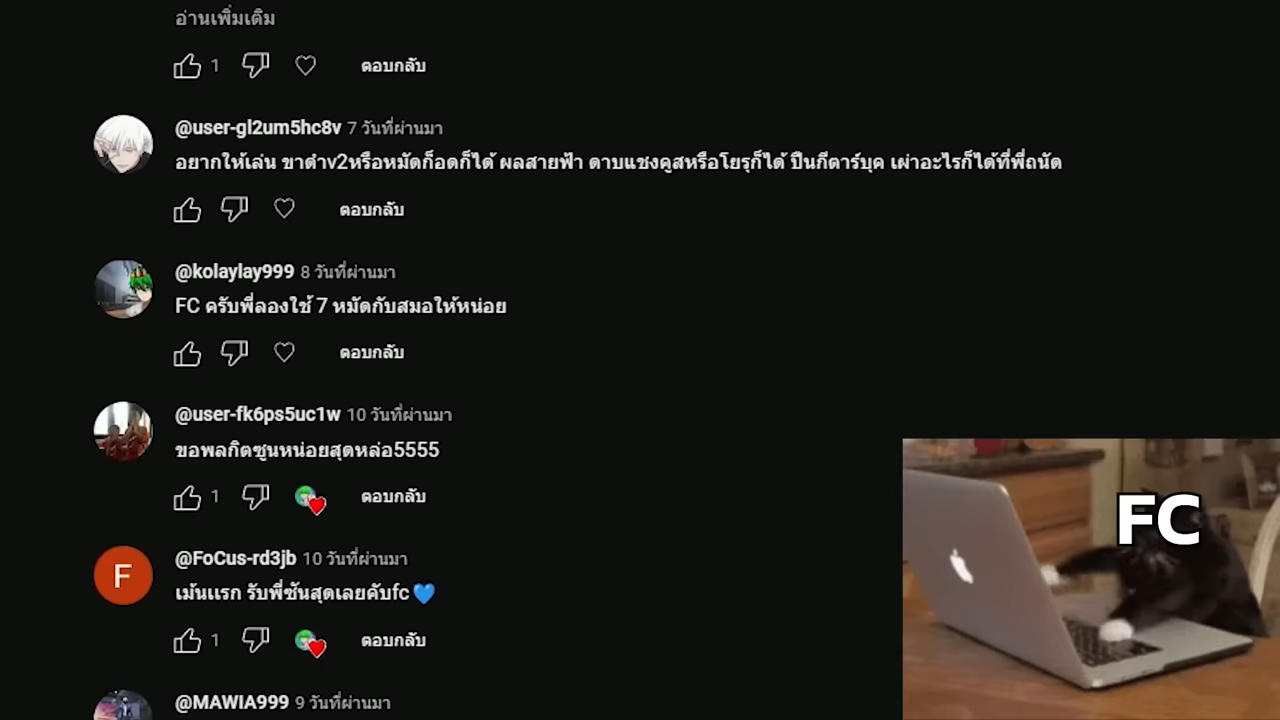 อ่านเพิ่มเติม
1 ตอบกลับ
@user-gl2um5hc8v 7 วันที่ผ่านมา
อยากให้เล่น ขาดำv2หรือหมัดก็อดก็ได้ ผลสายฟ้า ดาบแชงคูสหรือโยรุก็ได้ ปืนกีตาร์บุค เผ่าอะไรก็ได้ที่พี่ถนัด
ตอบกลับ
@kolaylay999 8 วันที่ผ่านมา
FC ครับพี่ลองใช้ 7 หมัดกับสมอให้หน่อย
ตอบกลับ
@user-fk6ps5uc1w 10 วันที่ผ่านมา
ขอพลกิตซูนหน่อยสุดหล่อ5555
1 ตอบกลับ
FC
@FoCus-rd3jb 10 วันที่ผ่านมา
F
เม้นแรก รับพี่ซันสุดเลยคับfc💙
1 ตอบกลับ
@MAWIA999 9 วันที่ผ่านมา